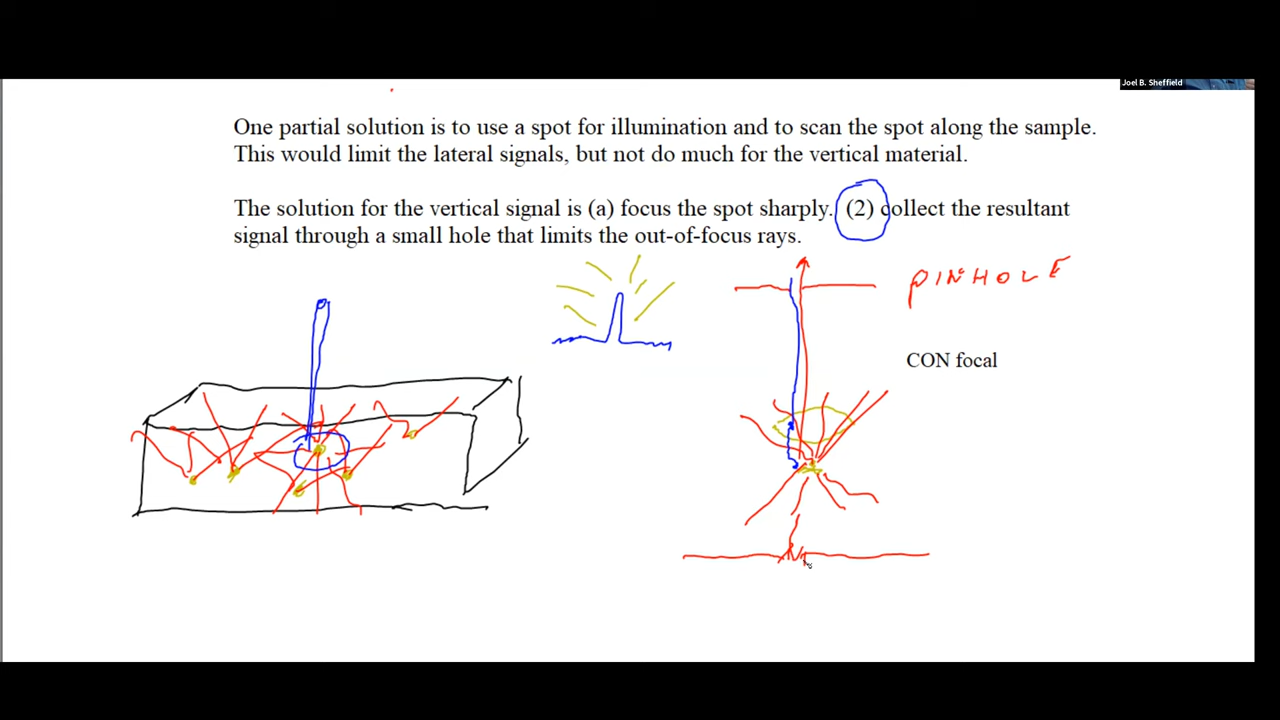 Joel B. Sheffield
One partial solution is to use a spot for illumination and to scan the spot along the sample.
This would limit the lateral signals, but not do much for the vertical material.
The solution for the vertical signal is (a) focus the spot sharply. (2) collect the resultant
signal through a small hole that limits the out-of-focus rays.
PINHOLE
CON focal